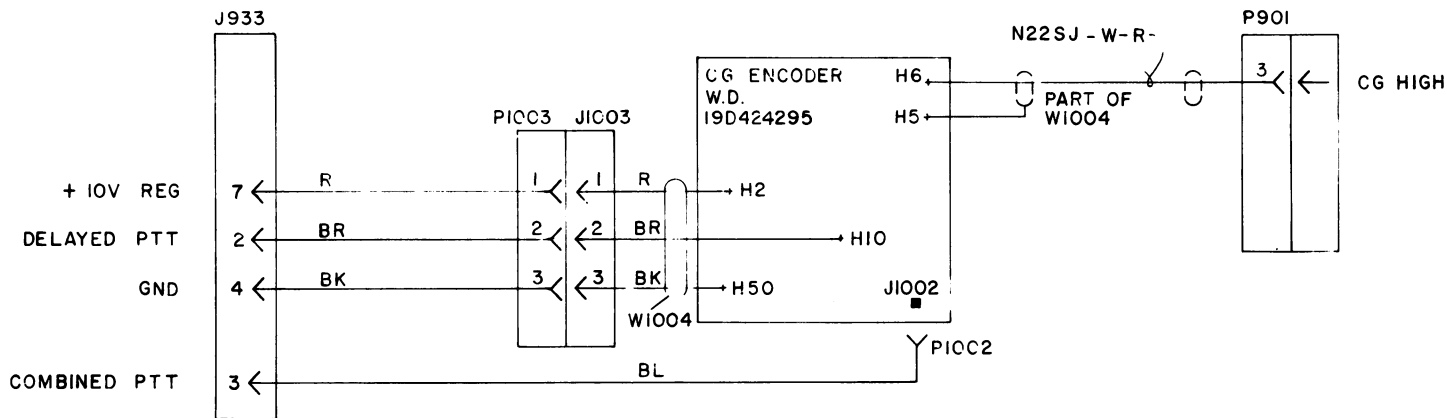 J933
P901
N22SJ - W - R -
CG ENCODER
W.D.
19D424295
H6
3
CG HIGH
H5
PART OF
W1004
P1003 J1003
+ 10V REG 7 R 1 1 R H2
DELAYED PTT 2 BR 2 2 BR H10
GND 4 BK 3 3 BK H50
J1002
W1004
P1002
COMBINED PTT 3 BL